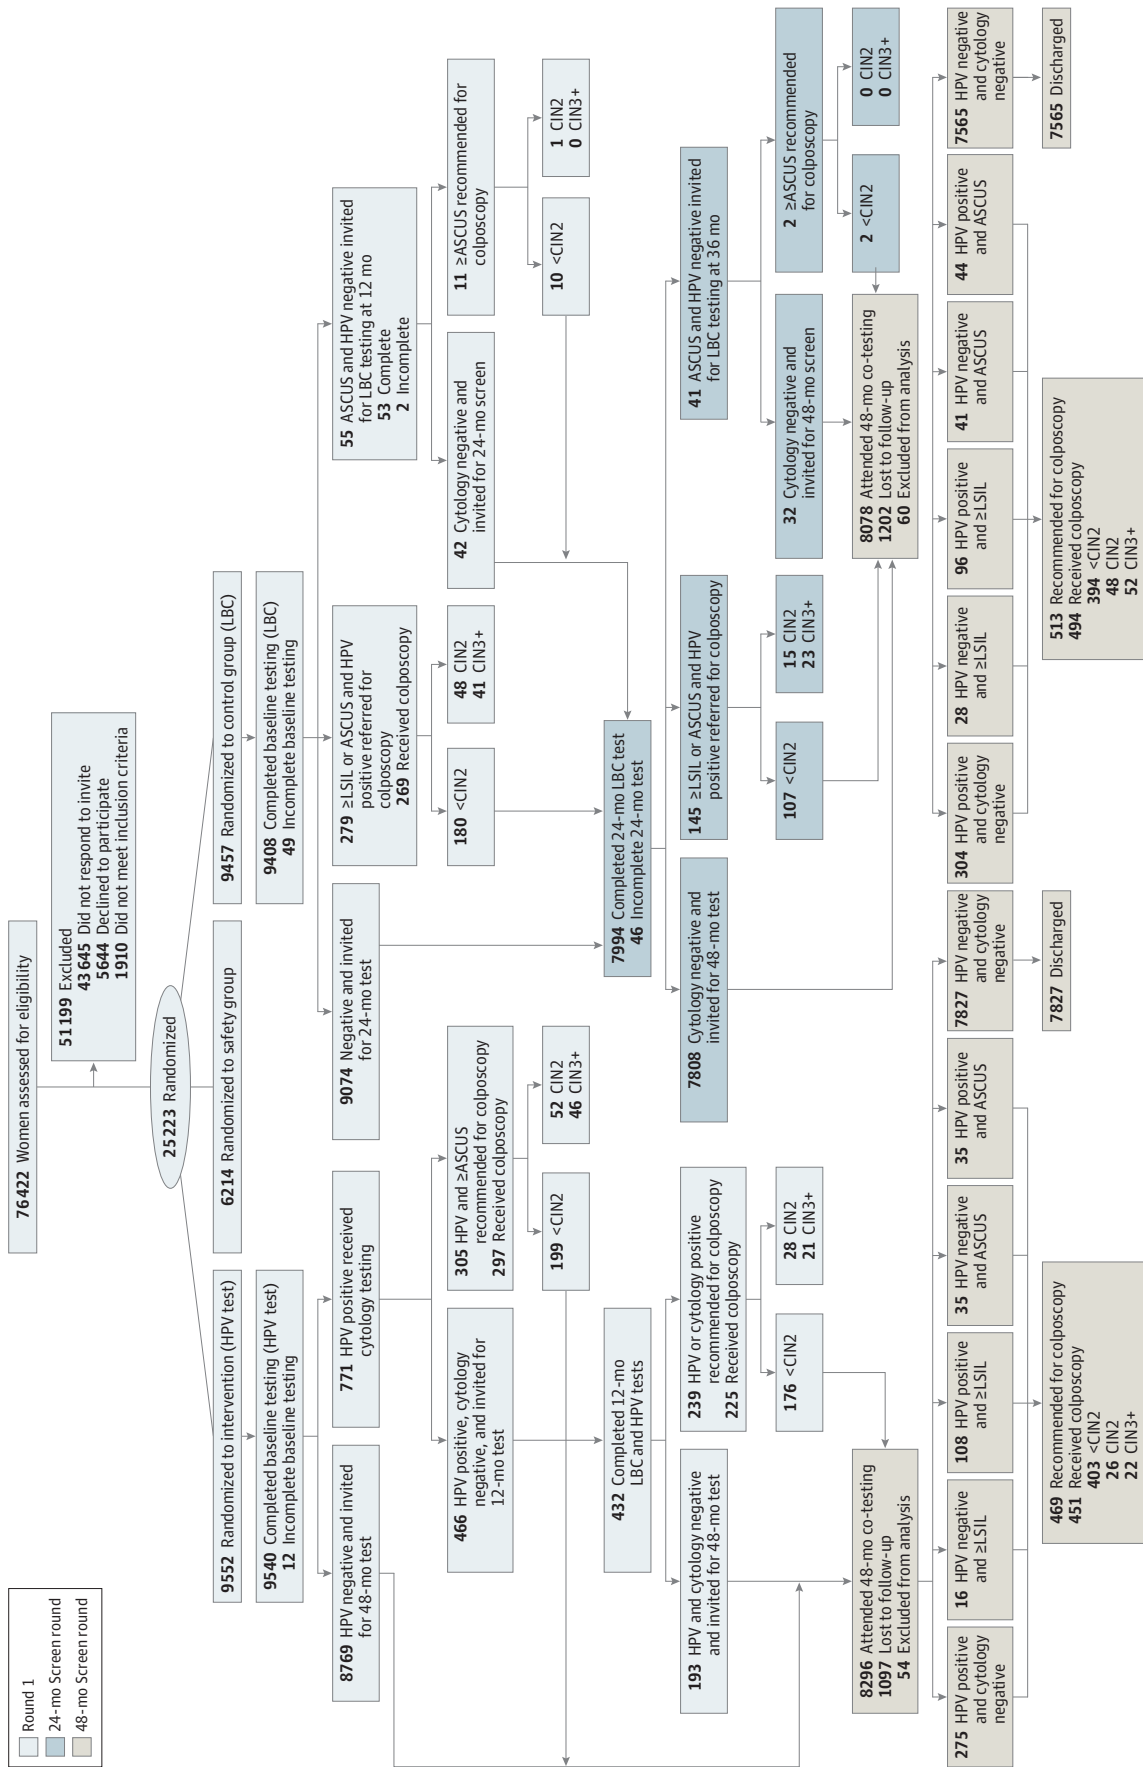 Round 1
24-mo Screen round
48-mo Screen round
76422 Women assessed for eligibility
51199 Excluded
43645 Did not respond to invite
5644 Declined to participate
1910 Did not meet inclusion criteria
25223 Randomized
9552 Randomized to intervention (HPV test)
6214 Randomized to safety group
9457 Randomized to control group (LBC)
9540 Completed baseline testing (HPV test)
12 Incomplete baseline testing
9408 Completed baseline testing (LBC)
49 Incomplete baseline testing
8769 HPV negative and invited
for 48-mo test
771 HPV positive received
cytology testing
9074 Negative and invited
for 24-mo test
279 ≥LSIL or ASCUS and HPV
positive referred for
colposcopy
269 Received colposcopy
55 ASCUS and HPV negative invited
for LBC testing at 12 mo
53 Complete
2 Incomplete
466 HPV positive, cytology
negative, and invited for
12-mo test
305 HPV and ≥ASCUS
recommended for colposcopy
297 Received colposcopy
180 <CIN2
48 CIN2
41 CIN3+
42 Cytology negative and
invited for 24-mo screen
11 ≥ASCUS recommended for
colposcopy
199 <CIN2
52 CIN2
46 CIN3+
10 <CIN2
1 CIN2
0 CIN3+
432 Completed 12-mo
LBC and HPV tests
7994 Completed 24-mo LBC test
46 Incomplete 24-mo test
193 HPV and cytology negative
and invited for 48-mo test
239 HPV or cytology positive
recommended for colposcopy
225 Received colposcopy
7808 Cytology negative and
invited for 48-mo test
145 ≥LSIL or ASCUS and HPV
positive referred for colposcopy
41 ASCUS and HPV negative invited
for LBC testing at 36 mo
176 <CIN2
28 CIN2
21 CIN3+
107 <CIN2
15 CIN2
23 CIN3+
32 Cytology negative and
invited for 48-mo screen
2 ≥ASCUS recommended
for colposcopy
2 <CIN2
0 CIN2
0 CIN3+
8296 Attended 48-mo co-testing
1097 Lost to follow-up
54 Excluded from analysis
8078 Attended 48-mo co-testing
1202 Lost to follow-up
60 Excluded from analysis
275 HPV positive
and cytology
negative
16 HPV negative
and ≥LSIL
108 HPV positive
and ≥LSIL
35 HPV negative
and ASCUS
35 HPV positive
and ASCUS
7827 HPV negative
and cytology
negative
304 HPV positive
and cytology
negative
28 HPV negative
and ≥LSIL
96 HPV positive
and ≥LSIL
41 HPV negative
and ASCUS
44 HPV positive
and ASCUS
7565 HPV negative
and cytology
negative
469 Recommended for colposcopy
451 Received colposcopy
403 <CIN2
26 CIN2
22 CIN3+
7827 Discharged
513 Recommended for colposcopy
494 Received colposcopy
394 <CIN2
48 CIN2
52 CIN3+
7565 Discharged